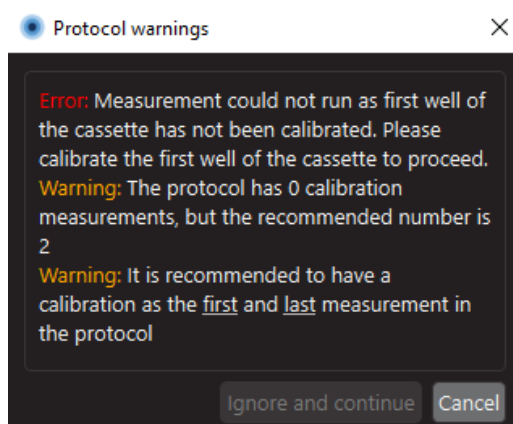 Protocol warnings
Error: Measurement could not run as first well of
the cassette has not been calibrated. Please
calibrate the first well of the cassette to proceed.
Warning: The protocol has 0 calibration
measurements, but the recommended number is
2
Warning: It is recommended to have a
calibration as the first and last measurement in
the protocol
Ignore and continue Cancel